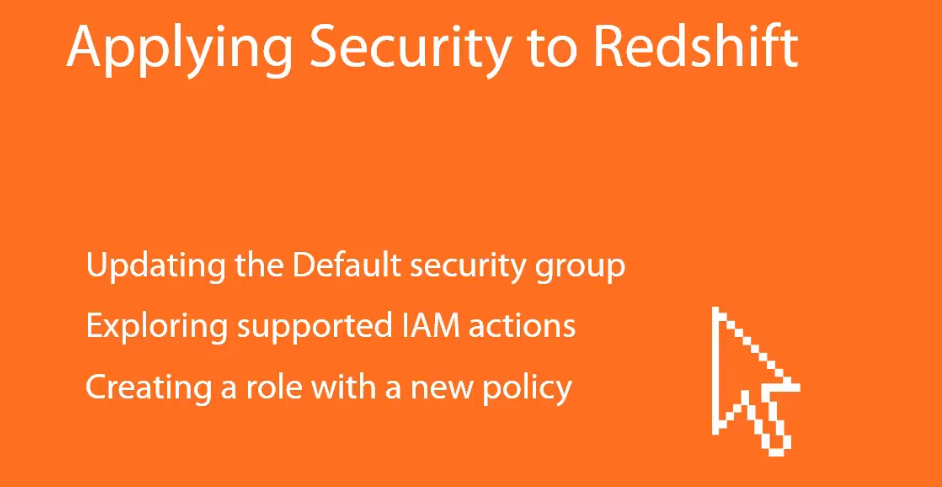 Applying Security to Redshift
Updating the Default security group
Exploring supported IAM actions
Creating a role with a new policy